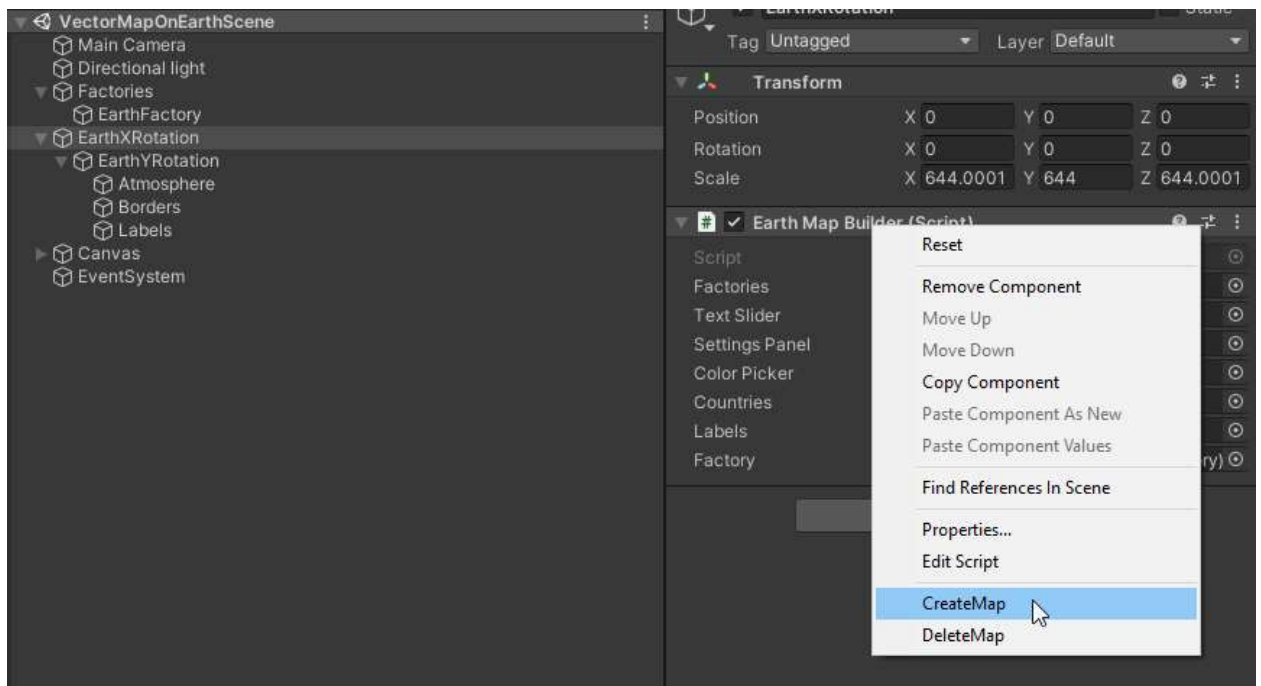 VectorMapOnEarthScene
Main Camera
Directional light
Factories
EarthFactory
EarthXRotation
EarthYRotation
Atmosphere
Borders
Labels
Canvas
EventSystem
EarthXRotation Static
Tag Untagged Layer Default
Transform
Position X 0 Y 0 Z 0
Rotation X 0 Y 0 Z 0
Scale X 644.0001 Y 644 Z 644.0001
# Earth Map Builder (Script)
Script
Factories
Text Slider
Settings Panel
Color Picker
Countries
Labels
Factory ry)
Reset
Remove Component
Move Up
Move Down
Copy Component
Paste Component As New
Paste Component Values
Find References In Scene
Properties...
Edit Script
CreateMap
DeleteMap